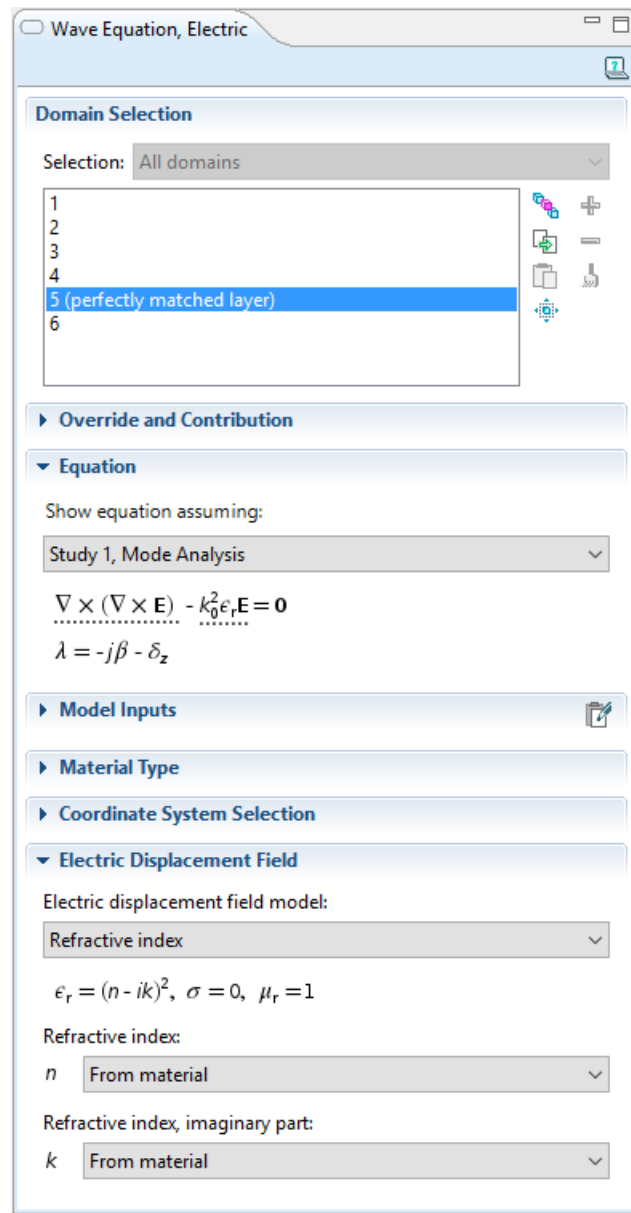 Wave Equation, Electric
Domain Selection
Selection: All domains
1
2
3
4
5 (perfectly matched layer)
6
Override and Contribution
Equation
Show equation assuming:
Study 1, Mode Analysis
∇ × (∇ × E) - k₀²ϵᵣE = 0
λ = -jβ - δ_z
Model Inputs
Material Type
Coordinate System Selection
Electric Displacement Field
Electric displacement field model:
Refractive index
ϵᵣ = (n - ik)², σ = 0, μᵣ = 1
Refractive index:
n From material
Refractive index, imaginary part:
k From material